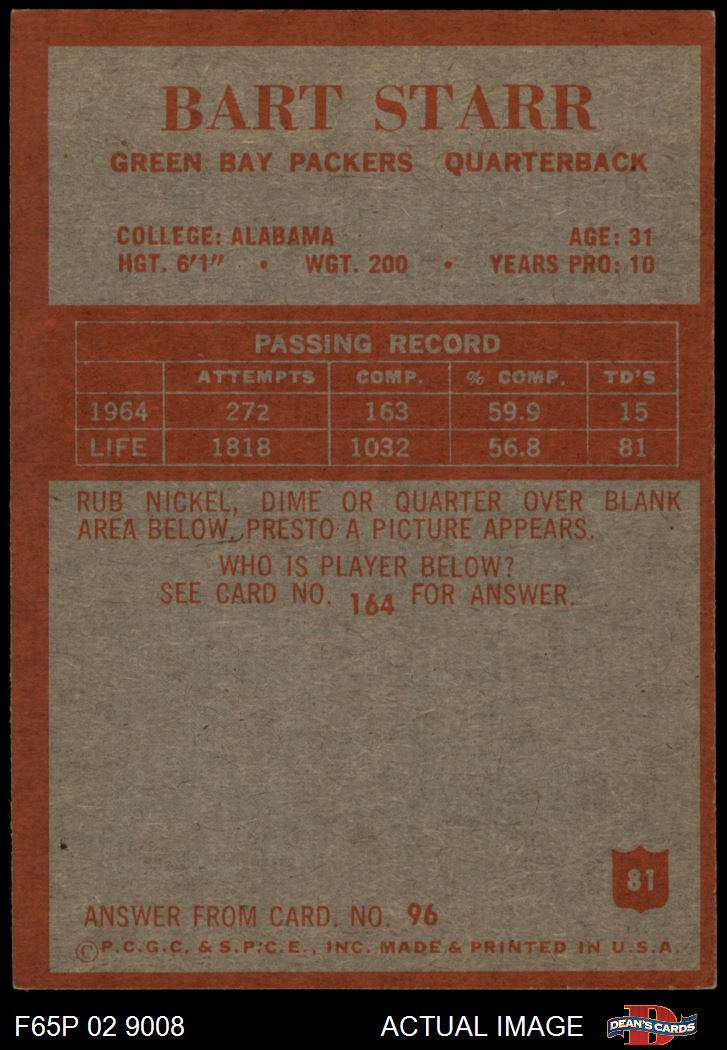 BART STARR
GREEN BAY PACKERS QUARTERBACK
COLLEGE: ALABAMA AGE: 31
HGT. 6'1" • WGT. 200 • YEARS PRO: 10
PASSING RECORD
ATTEMPTS COMP. % COMP. TD'S
1964 272 163 59.9 15
LIFE 1818 1032 56.8 81
RUB NICKEL, DIME OR QUARTER OVER BLANK
AREA BELOW. PRESTO A PICTURE APPEARS.
WHO IS PLAYER BELOW?
SEE CARD NO. 164 FOR ANSWER.
81
ANSWER FROM CARD. NO. 96
©P.C.G.C. & S.P.C.E., INC. MADE & PRINTED IN U.S.A.
F65P 02 9008 ACTUAL IMAGE D DEAN'S CARDS